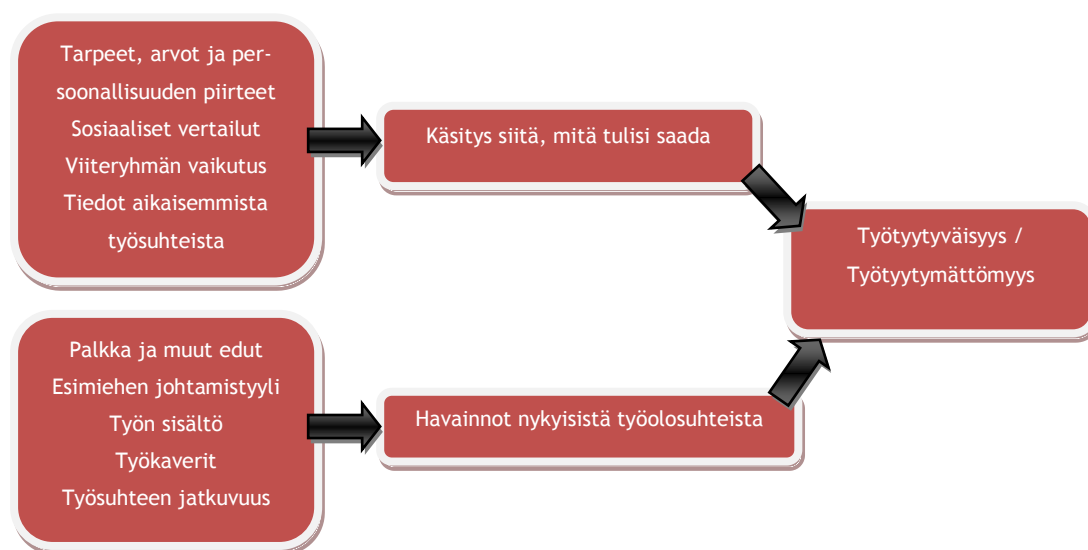 Tarpeet, arvot ja per-
soonallisuuden piirteet
Sosiaaliset vertailut
Viiteryhmän vaikutus
Tiedot aikaisemmista
työsuhteista
Käsitys siitä, mitä tulisi saada
Työtyytyväisyys /
Työtyytymättömyys
Palkka ja muut edut
Esimiehen johtamistyyli
Työn sisältö
Työkaverit
Työsuhteen jatkuvuus
Havainnot nykyisistä työolosuhteista